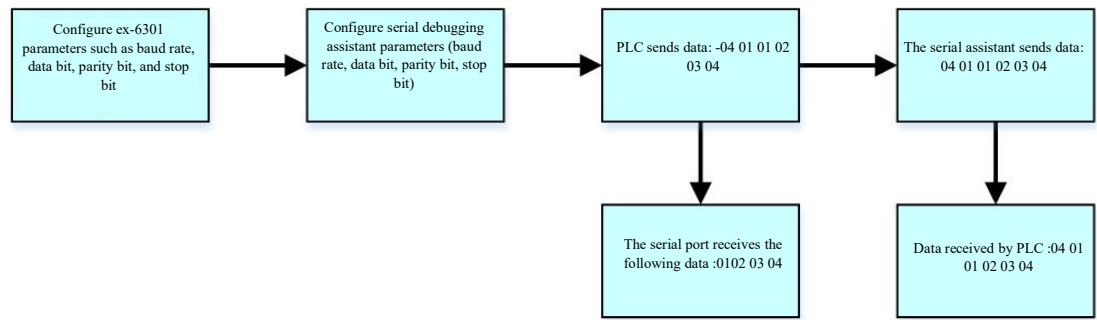 Configure ex-6301
parameters such as baud rate,
data bit, parity bit, and stop
bit
Configure serial debugging
assistant parameters (baud
rate, data bit, parity bit, stop
bit)
PLC sends data: -04 01 01 02
03 04
The serial assistant sends data:
04 01 01 02 03 04
The serial port receives the
following data :0102 03 04
Data received by PLC :04 01
01 02 03 04